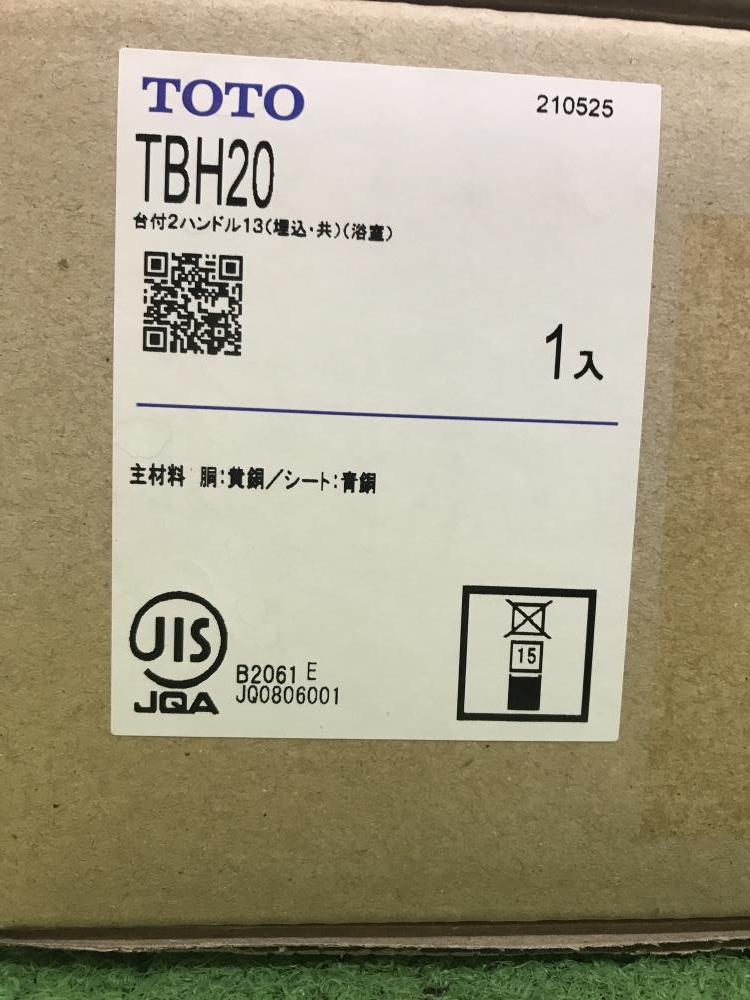 TOTO
210525
TBH20
台付2ハンドル13(埋込・共)(浴室)
1入
主材料 胴:黄銅/シート:青銅
JIS
JQA
B2061 E
JQ0806001
15